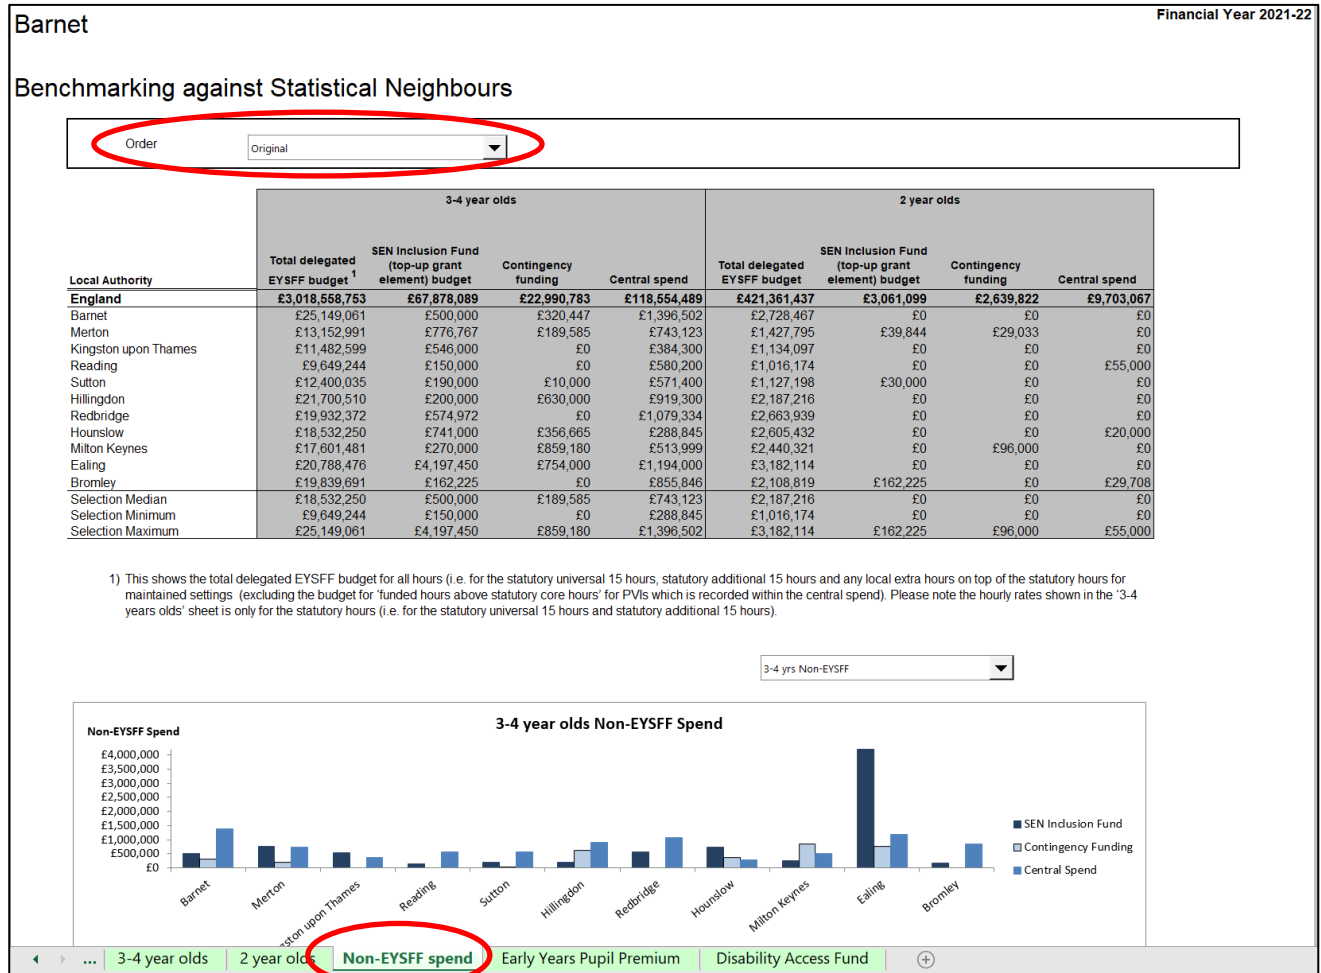 Barnet
Financial Year 2021-22
Benchmarking against Statistical Neighbours
Order
Original
3-4 year olds 2 year olds
Local Authority Total delegated EYSFF budget 1 SEN Inclusion Fund (top-up grant element) budget Contingency funding Central spend Total delegated EYSFF budget SEN Inclusion Fund (top-up grant element) budget Contingency funding Central spend
England £3,018,558,753 £67,878,089 £22,990,783 £118,554,489 £421,361,437 £3,061,099 £2,639,822 £9,703,067
Barnet £25,149,061 £500,000 £320,447 £1,396,502 £2,728,467 £0 £0 £0
Merton £13,152,991 £776,767 £189,585 £743,123 £1,427,795 £39,844 £29,033 £0
Kingston upon Thames £11,482,599 £546,000 £0 £384,300 £1,134,097 £0 £0 £0
Reading £9,649,244 £150,000 £0 £580,200 £1,016,174 £0 £0 £55,000
Sutton £12,400,035 £190,000 £10,000 £571,400 £1,127,198 £30,000 £0 £0
Hillingdon £21,700,510 £200,000 £630,000 £919,300 £2,187,216 £0 £0 £0
Redbridge £19,932,372 £574,972 £0 £1,079,334 £2,663,939 £0 £0 £0
Hounslow £18,532,250 £741,000 £356,665 £288,845 £2,605,432 £0 £0 £20,000
Milton Keynes £17,601,481 £270,000 £859,180 £513,999 £2,440,321 £0 £96,000 £0
Ealing £20,788,476 £4,197,450 £754,000 £1,194,000 £3,182,114 £0 £0 £0
Bromley £19,839,691 £162,225 £0 £855,846 £2,108,819 £162,225 £0 £29,708
Selection Median £18,532,250 £500,000 £189,585 £743,123 £2,187,216 £0 £0 £0
Selection Minimum £9,649,244 £150,000 £0 £288,845 £1,016,174 £0 £0 £0
Selection Maximum £25,149,061 £4,197,450 £859,180 £1,396,502 £3,182,114 £162,225 £96,000 £55,000
1) This shows the total delegated EYSFF budget for all hours (i.e. for the statutory universal 15 hours, statutory additional 15 hours and any local extra hours on top of the statutory hours for
maintained settings (excluding the budget for 'funded hours above statutory core hours' for PVIs which is recorded within the central spend). Please note the hourly rates shown in the '3-4
years olds' sheet is only for the statutory hours (i.e. for the statutory universal 15 hours and statutory additional 15 hours).
3-4 yrs Non-EYSFF
3-4 year olds Non-EYSFF Spend
Non-EYSFF Spend
£4,000,000
£3,500,000
£3,000,000
£2,500,000
£2,000,000
£1,500,000
£1,000,000
£500,000
£0
SEN Inclusion Fund
Contingency Funding
Central Spend
Barnet Merton ston upon Thames Reading Sutton Hillingdon Redbridge Hounslow Milton Keynes Ealing Bromley
... 3-4 year olds 2 year olds Non-EYSFF spend Early Years Pupil Premium Disability Access Fund